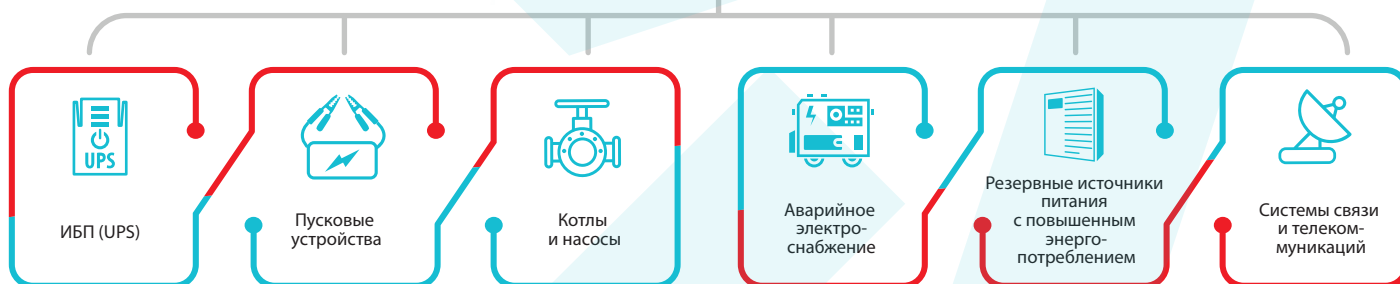 UPS
ИБП (UPS)
Пусковые
устройства
Котлы
и насосы
Аварийное
электро-
снабжение
Резервные источники
питания
с повышенным
энерго-
потреблением
Системы связи
и телеком-
муникаций